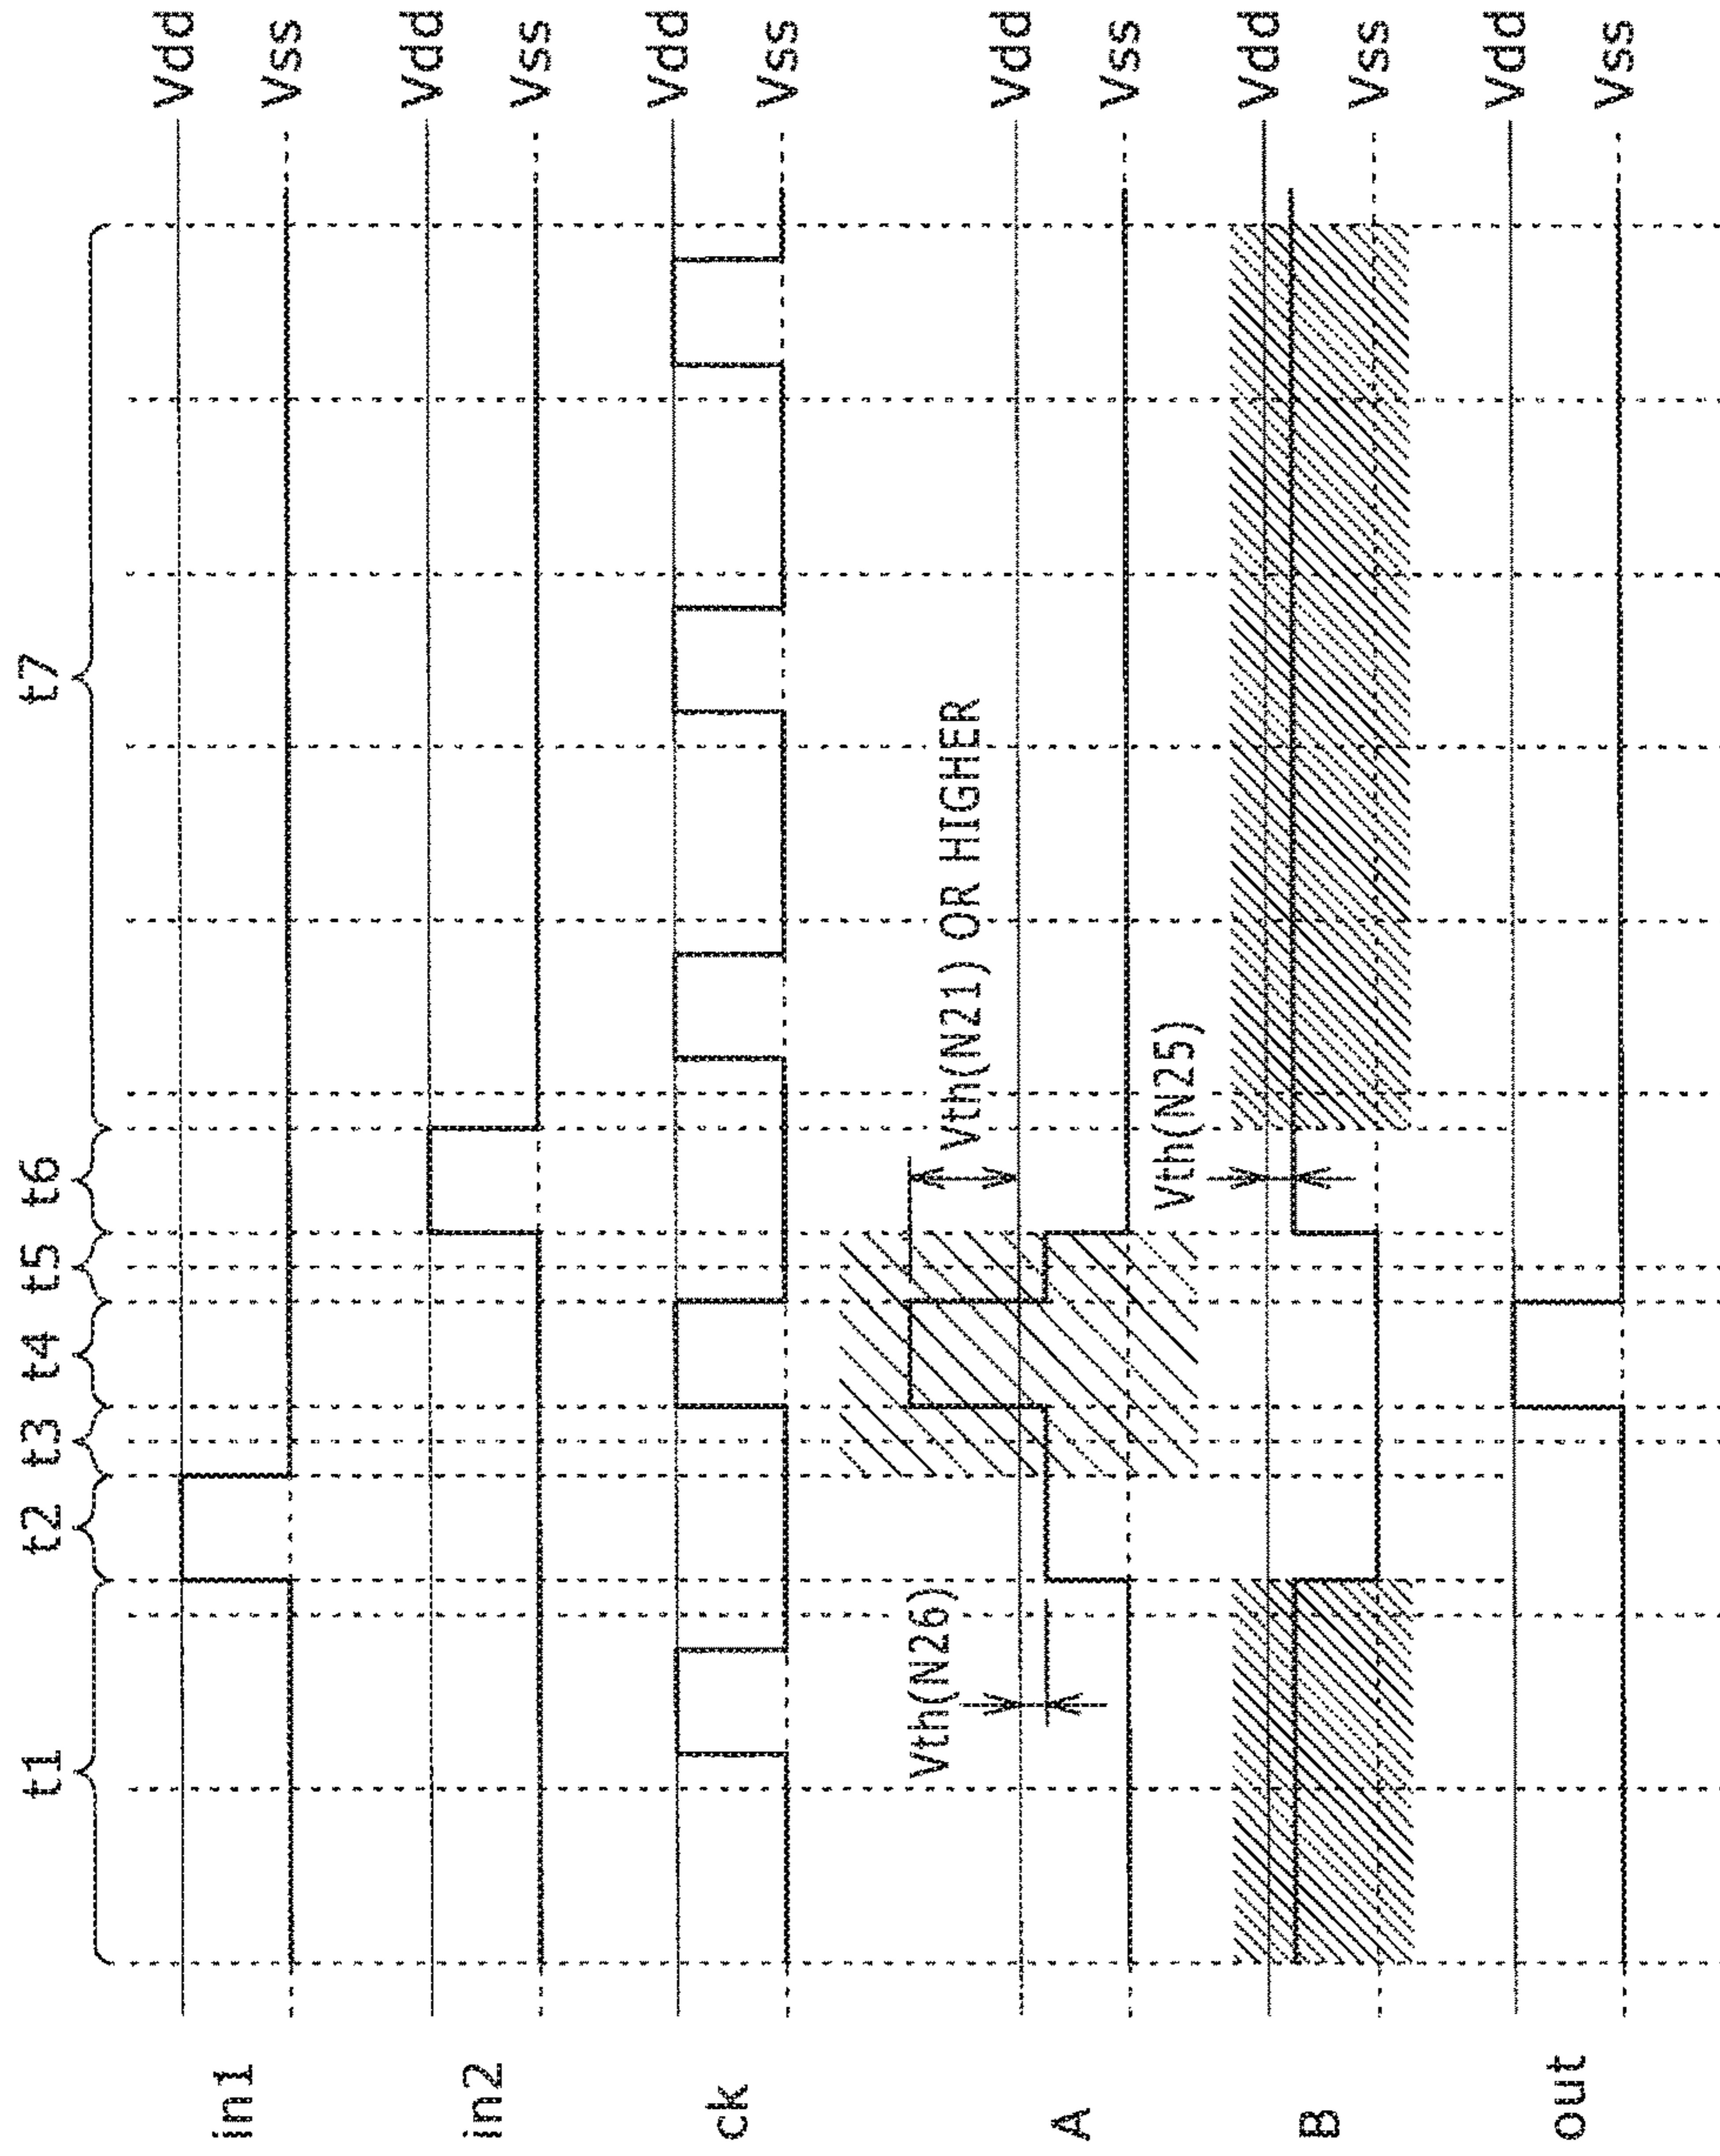 t1 t2 t3 t4 t5 t6 t7
in1 Vdd
Vss
in2 Vdd
Vss
ck Vdd
Vss
Vth(N26) Vth(N21) OR HIGHER
A Vdd
Vss
Vth(N25)
B Vdd
Vss
out Vdd
Vss